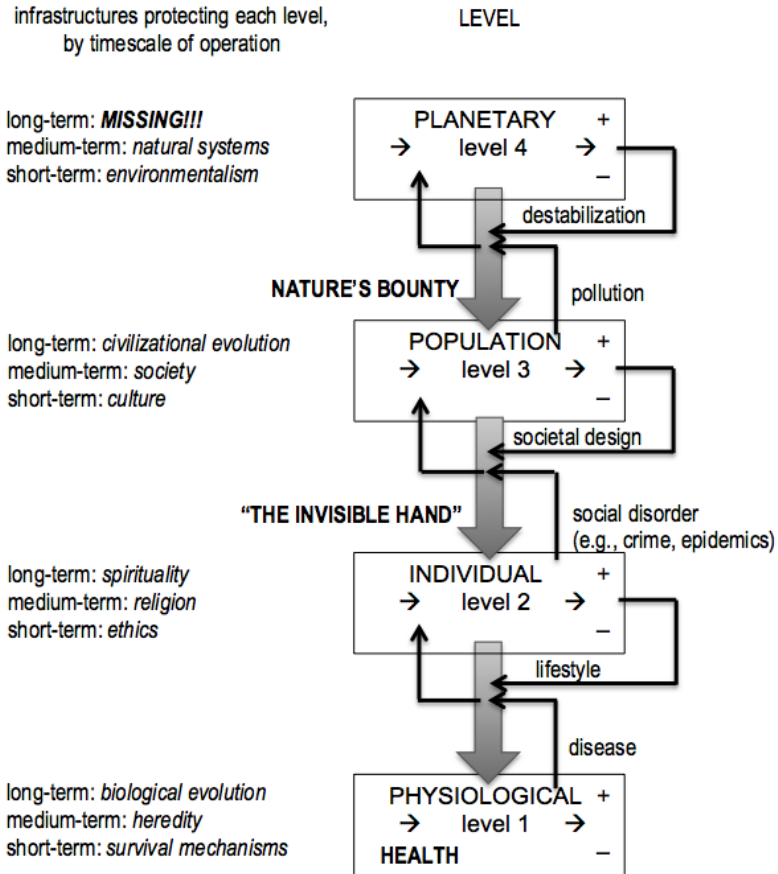 infrastructures protecting each level,
by timescale of operation
LEVEL
long-term: MISSING!!!
medium-term: natural systems
short-term: environmentalism
PLANETARY +
→ level 4 →
–
destabilization
NATURE’S BOUNTY
pollution
long-term: civilizational evolution
medium-term: society
short-term: culture
POPULATION +
→ level 3 →
–
societal design
“THE INVISIBLE HAND”
social disorder
(e.g., crime, epidemics)
long-term: spirituality
medium-term: religion
short-term: ethics
INDIVIDUAL +
→ level 2 →
–
lifestyle
disease
long-term: biological evolution
medium-term: heredity
short-term: survival mechanisms
PHYSIOLOGICAL +
→ level 1 →
HEALTH –